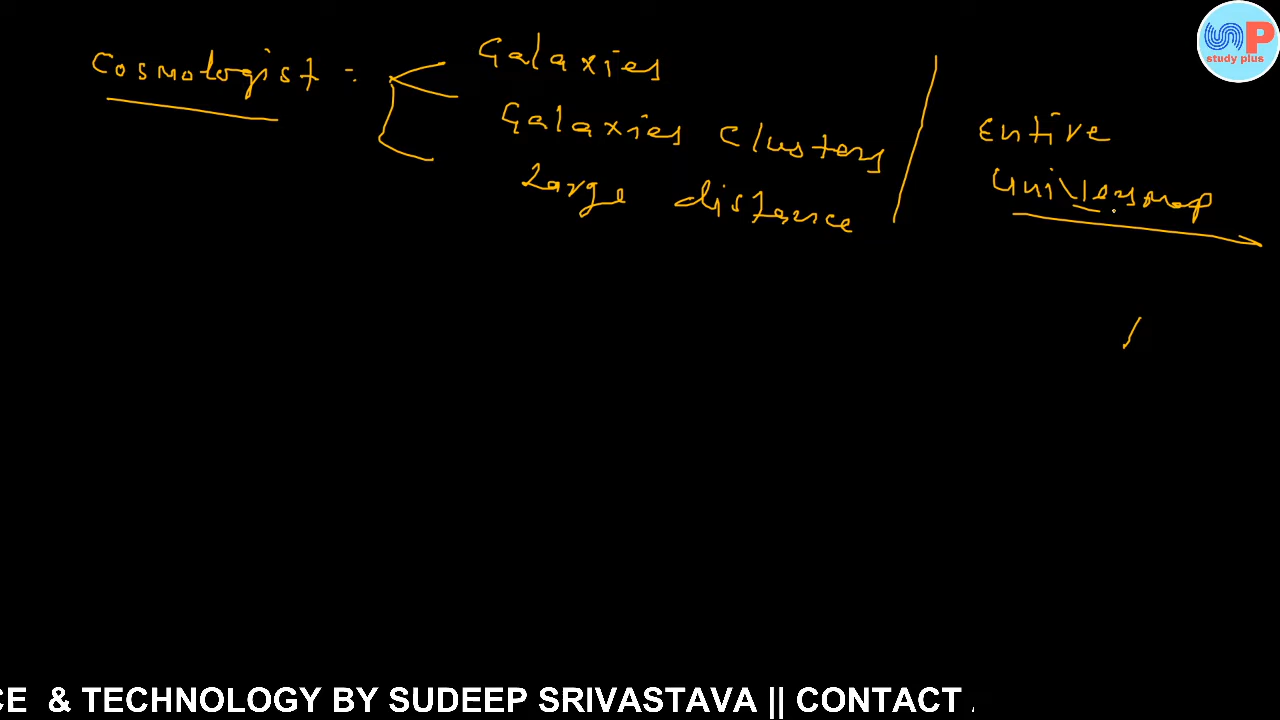 Cosmologist :
Galaxies
Galaxies Clusters
Large distance
Entire
study plus
CE & TECHNOLOGY BY SUDEEP SRIVASTAVA || CONTACT